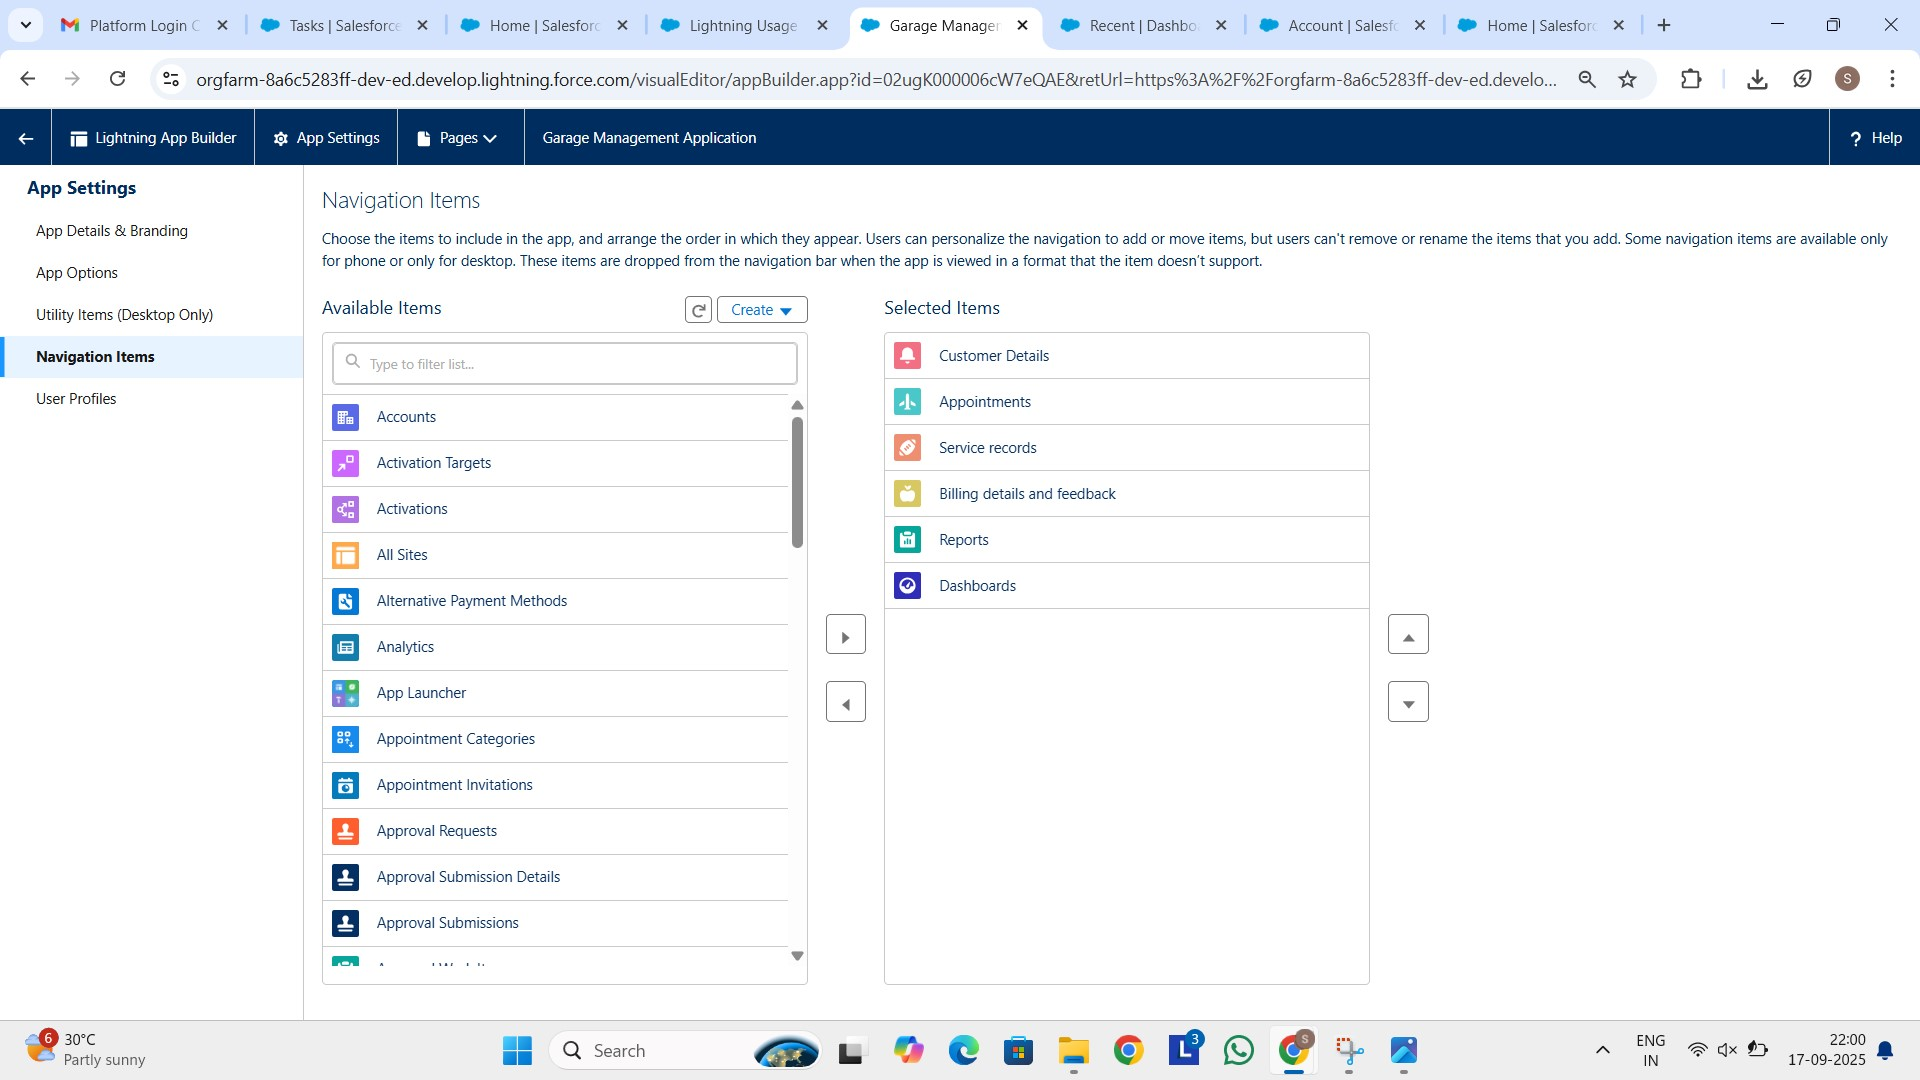 Platform Login C
Tasks | Salesforce
Home | Salesforc
Lightning Usage
Garage Manager
Recent | Dashbo
Account | Salesfo
Home | Salesforc
orgfarm-8a6c5283ff-dev-ed.develop.lightning.force.com/visualEditor/appBuilder.app?id=02ugK000006cW7eQAE&retUrl=https%3A%2F%2Forgfarm-8a6c5283ff-dev-ed.develo...
S
Lightning App Builder
App Settings
Pages
Garage Management Application
? Help
App Settings
App Details & Branding
App Options
Utility Items (Desktop Only)
Navigation Items
User Profiles
Navigation Items
Choose the items to include in the app, and arrange the order in which they appear. Users can personalize the navigation to add or move items, but users can't remove or rename the items that you add. Some navigation items are available only
for phone or only for desktop. These items are dropped from the navigation bar when the app is viewed in a format that the item doesn't support.
Available Items
Create
Type to filter list...
Accounts
Activation Targets
Activations
All Sites
Alternative Payment Methods
Analytics
App Launcher
Appointment Categories
Appointment Invitations
Approval Requests
Approval Submission Details
Approval Submissions
Selected Items
Customer Details
Appointments
Service records
Billing details and feedback
Reports
Dashboards
6
30°C
Partly sunny
Search
L
3
S
ENG
IN
22:00
17-09-2025